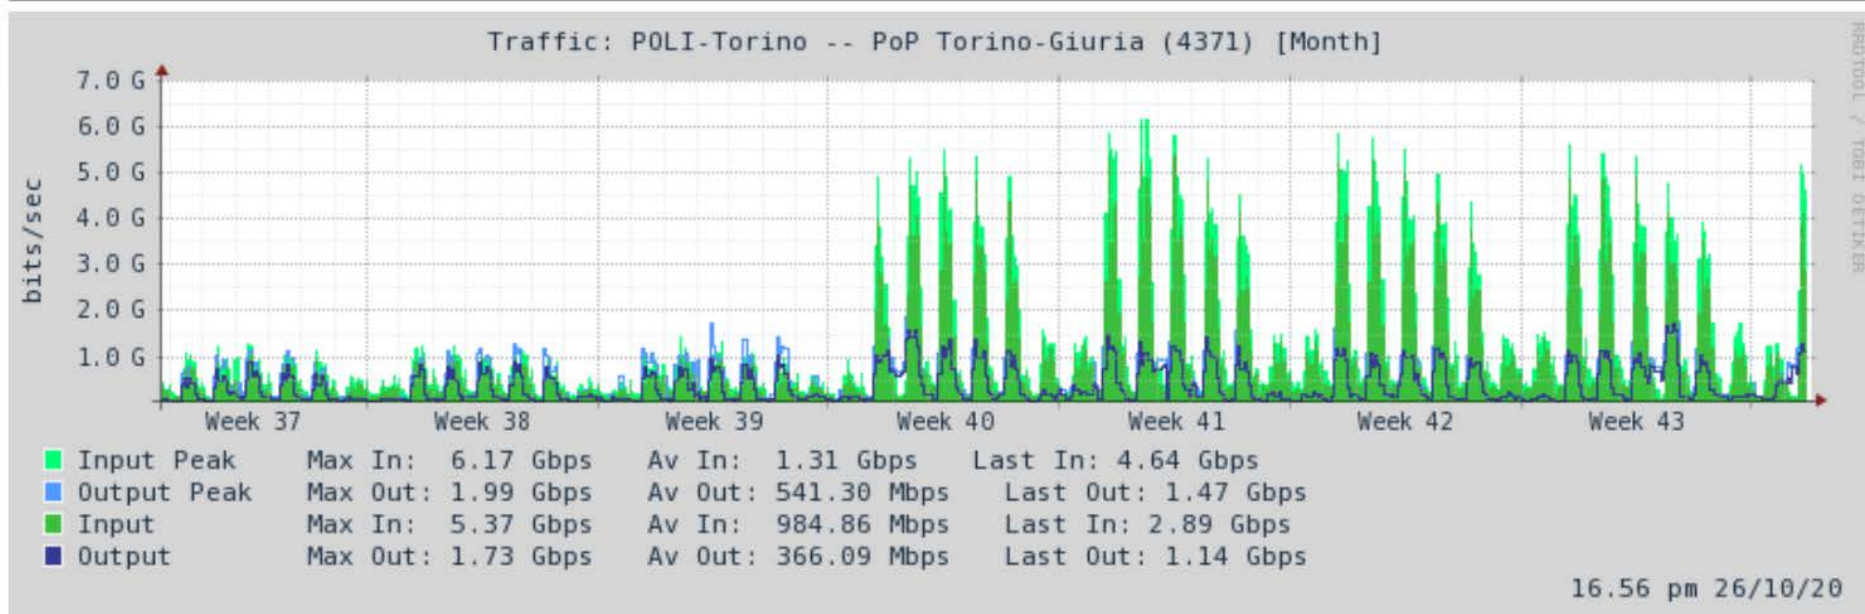 Traffic: POLI-Torino -- PoP Torino-Giuria (4371) [Month]
RRDTOOL / TOBI OETIKER
bits/sec
7.0 G
6.0 G
5.0 G
4.0 G
3.0 G
2.0 G
1.0 G
Week 37 Week 38 Week 39 Week 40 Week 41 Week 42 Week 43
Input Peak Max In: 6.17 Gbps Av In: 1.31 Gbps Last In: 4.64 Gbps
Output Peak Max Out: 1.99 Gbps Av Out: 541.30 Mbps Last Out: 1.47 Gbps
Input Max In: 5.37 Gbps Av In: 984.86 Mbps Last In: 2.89 Gbps
Output Max Out: 1.73 Gbps Av Out: 366.09 Mbps Last Out: 1.14 Gbps
16.56 pm 26/10/20